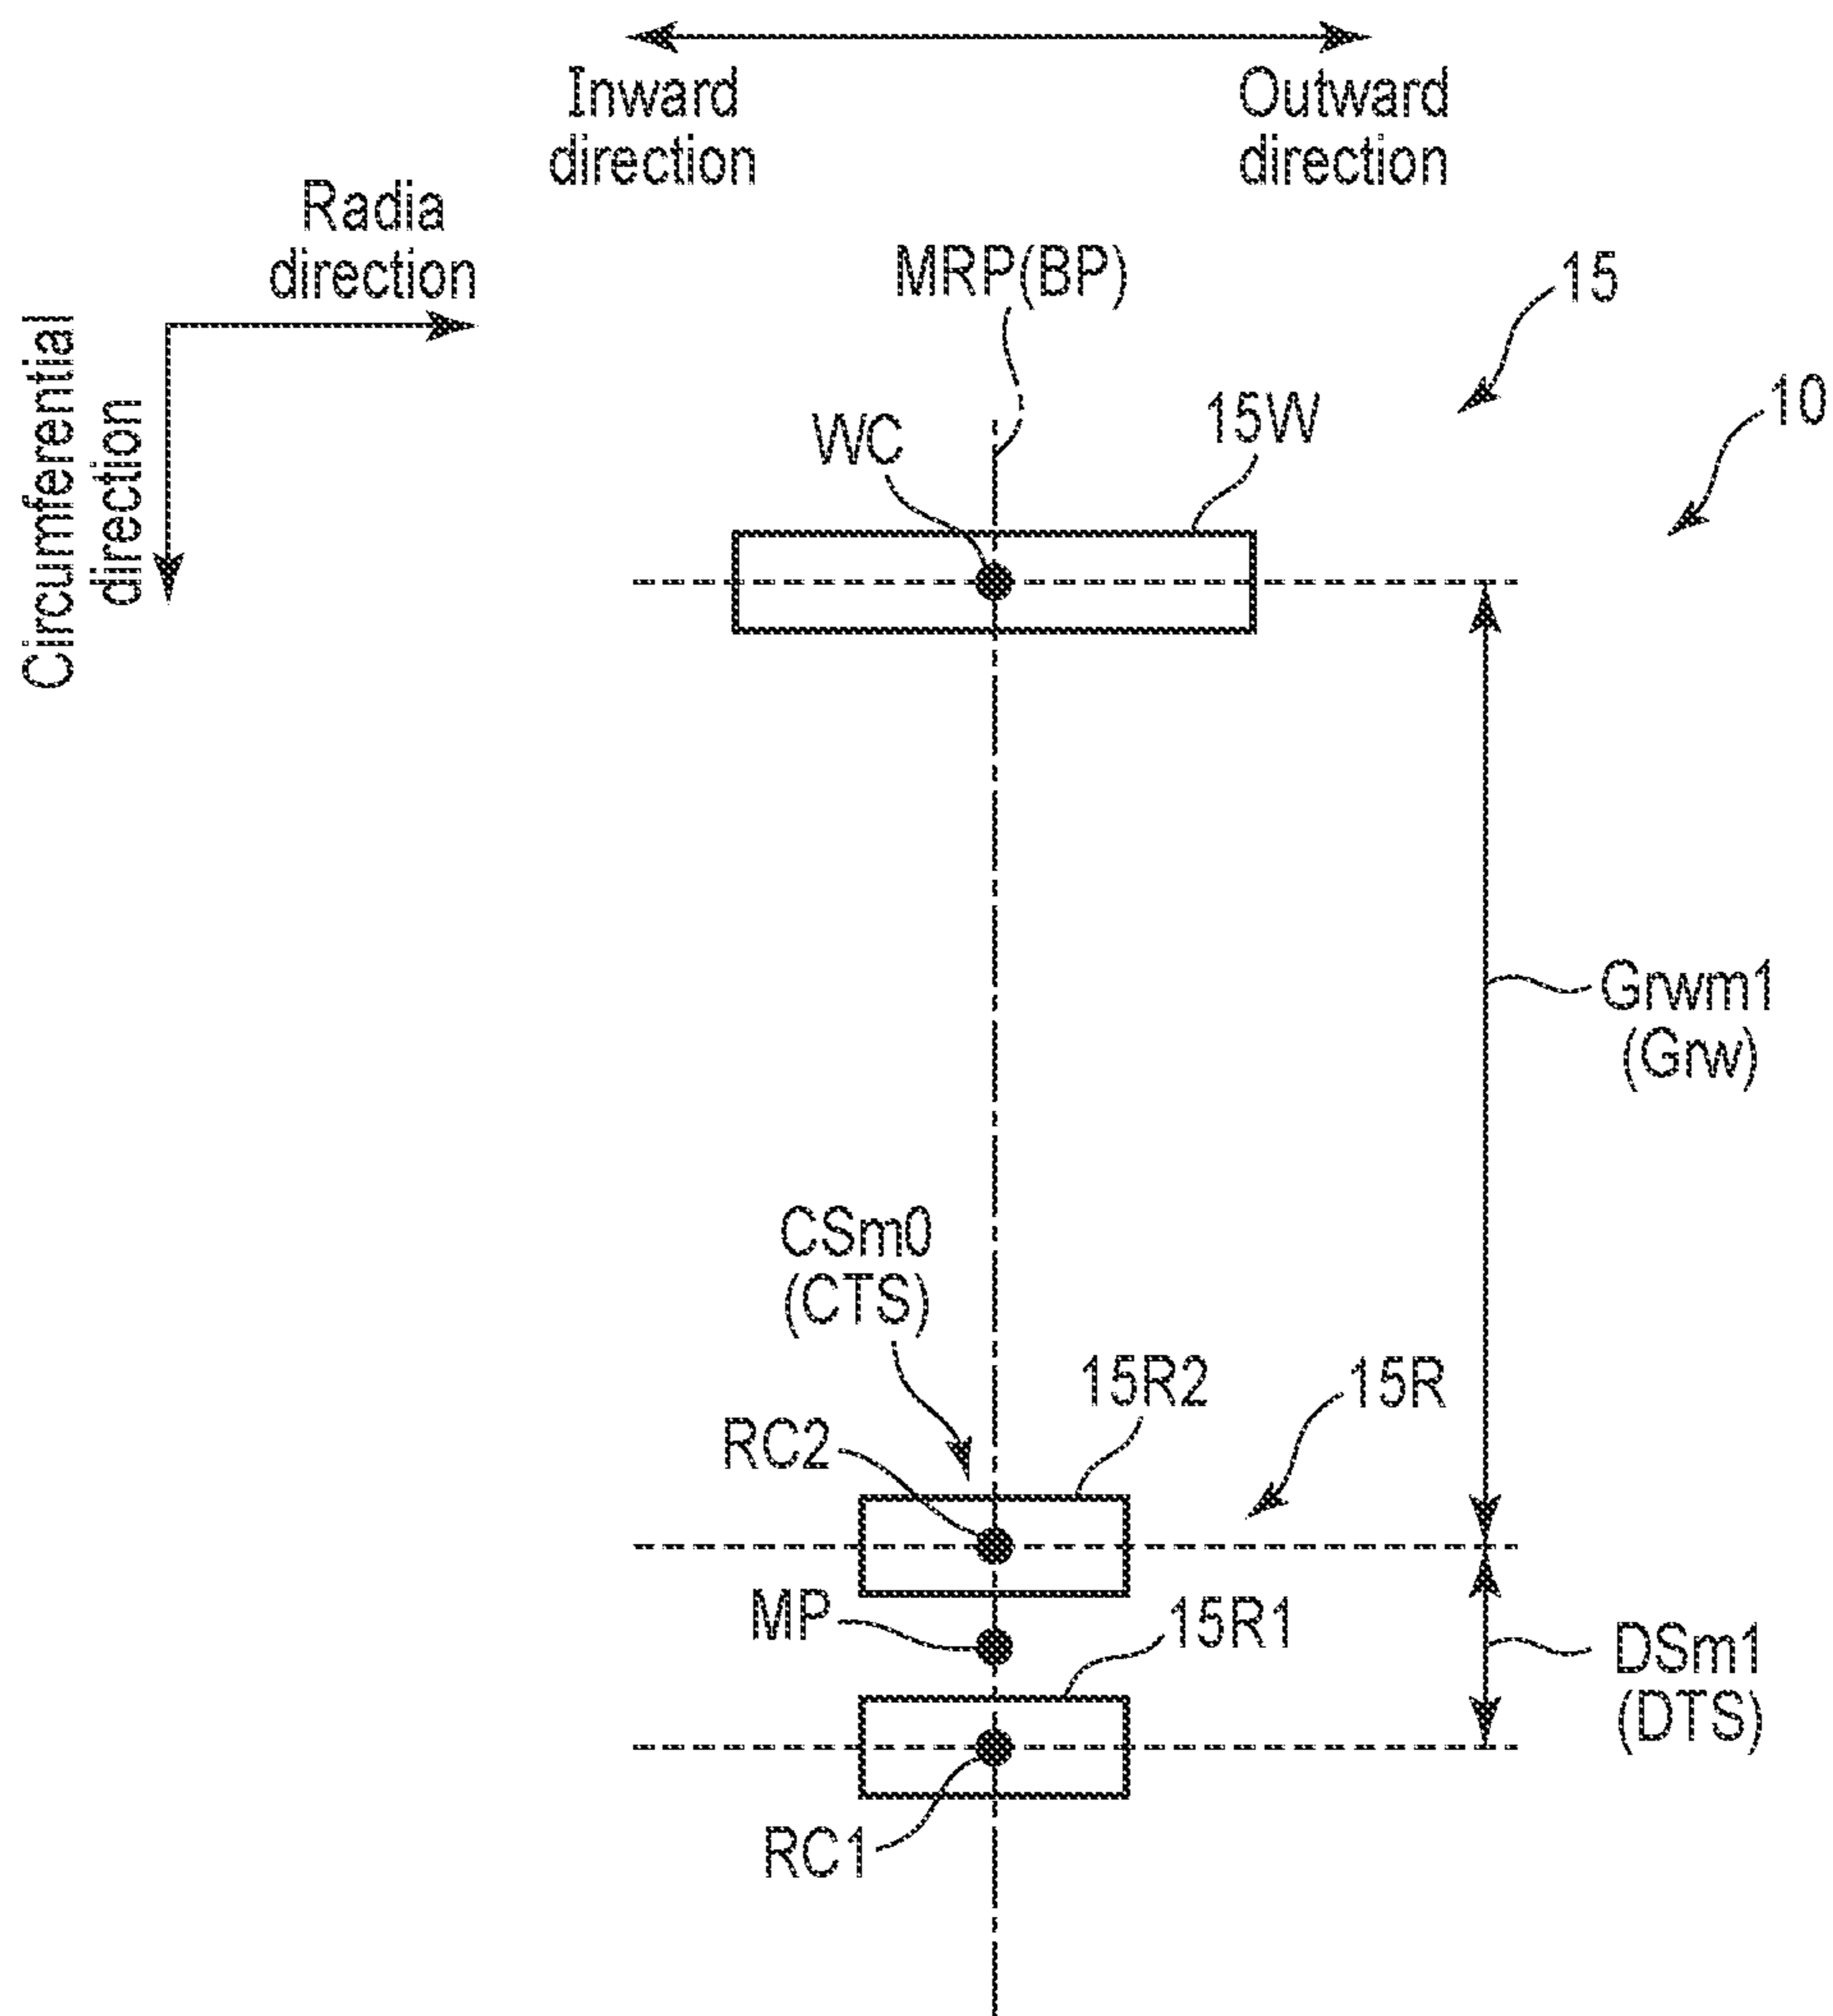 Inward
direction
Outward
direction
Radia
direction
Circumferential
direction
MRP(BP)
15
10
WC
15W
Grwm1
(Grw)
CSm0
(CTS)
15R2
15R
RC2
MP
15R1
DSm1
(DTS)
RC1